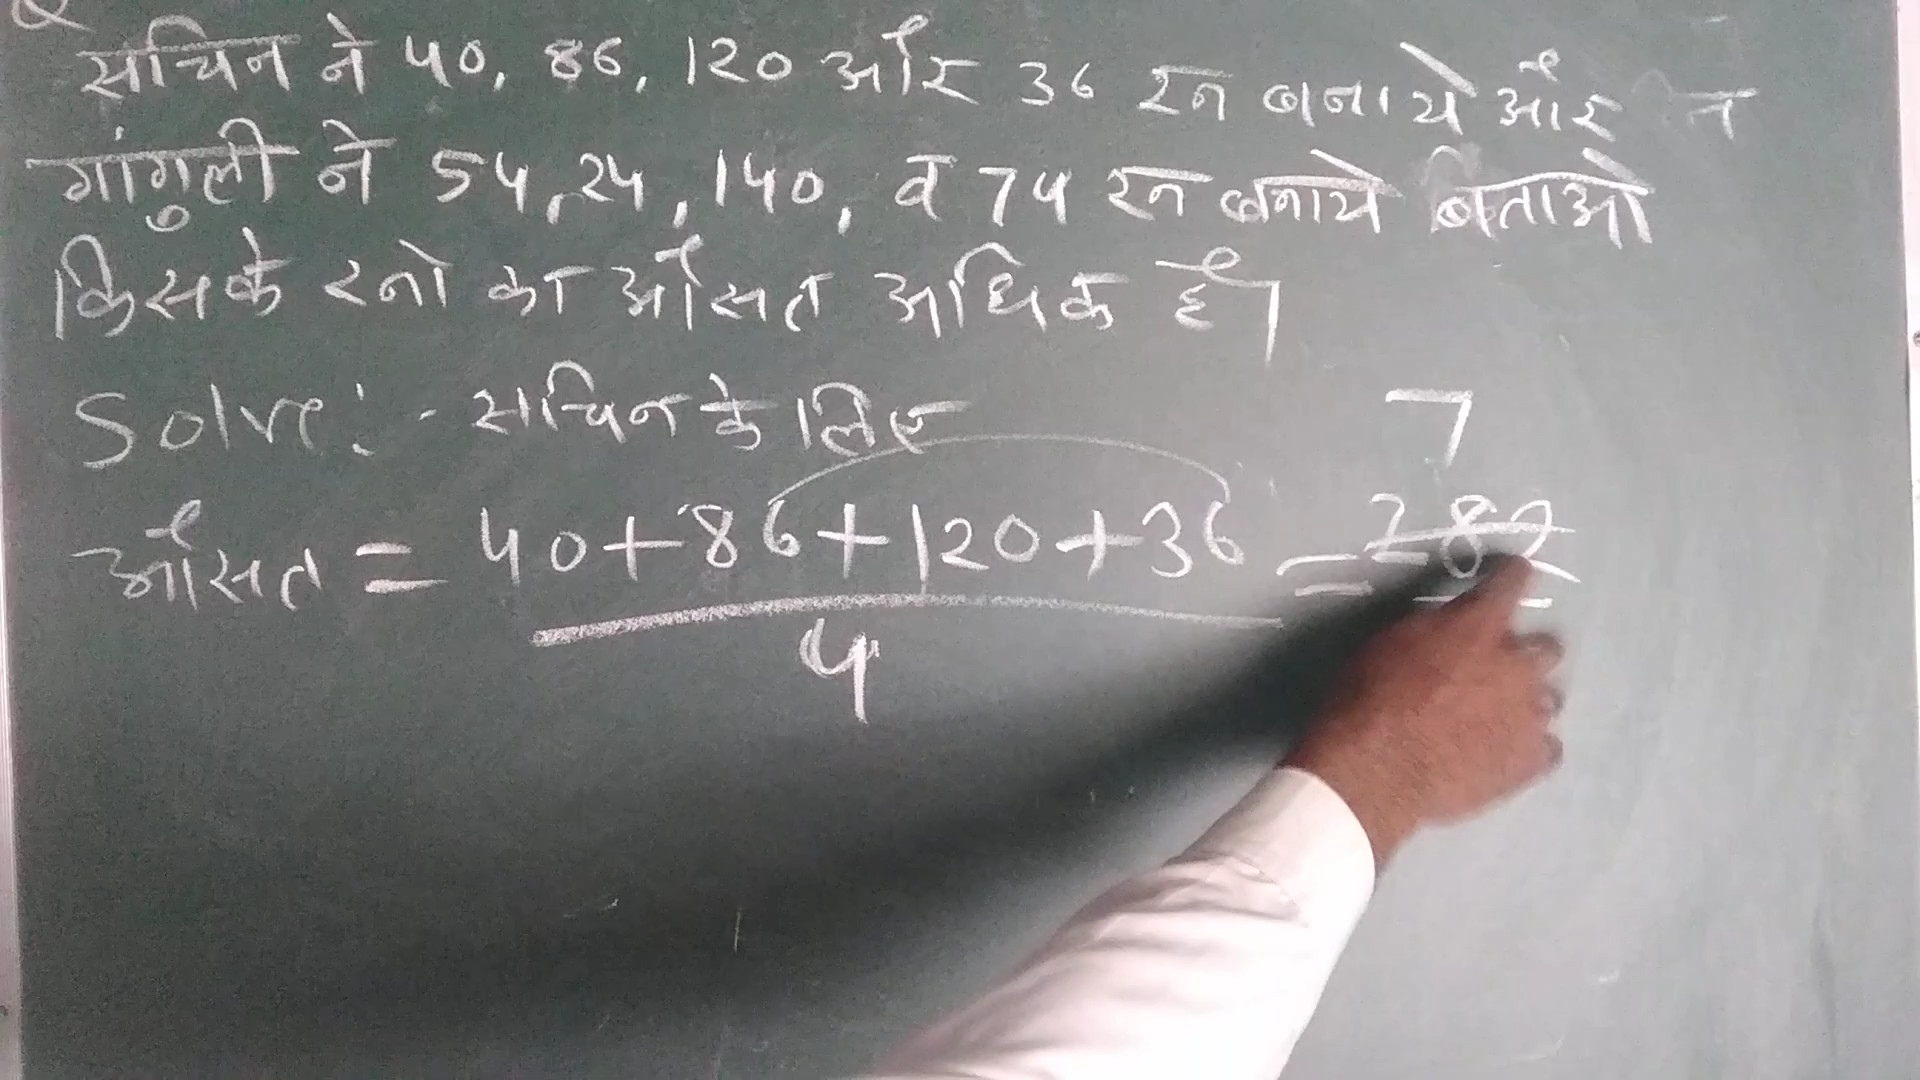 सचिन ने 40, 86, 120 और 36 रन बनाये और
गांगुली ने 54, 24, 140, व 74 रन बनाये बताओ
किसके रनो का औसत अधिक है।
Solve:- सचिन के लिए
7
औसत = 40+86+120+36 = 282
4